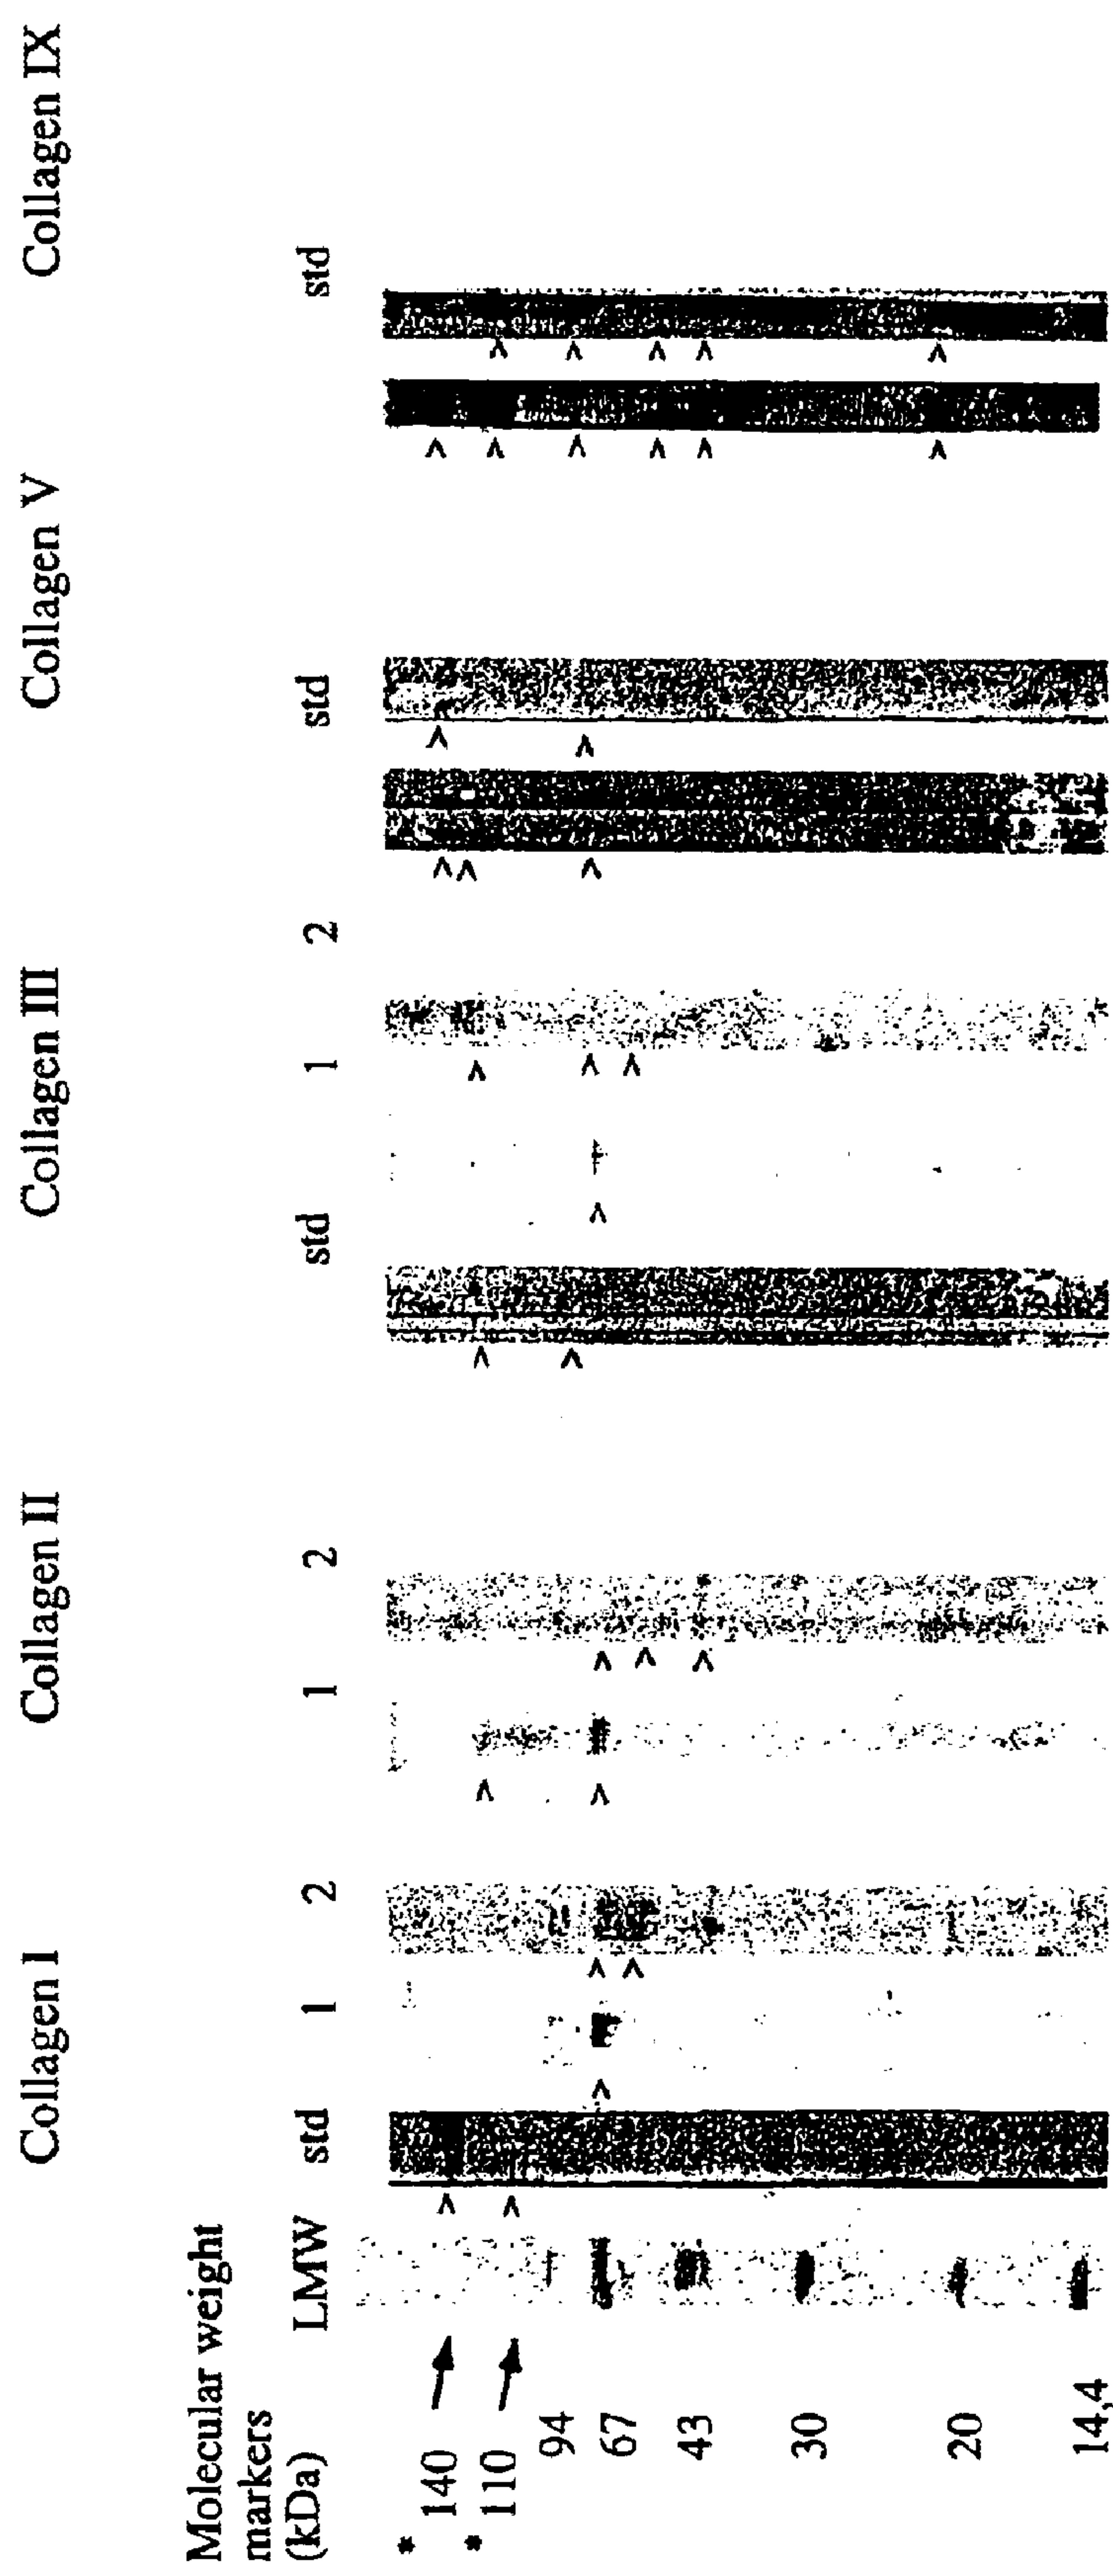 Collagen I Collagen II Collagen III Collagen V Collagen IX
Molecular weight
markers
(kDa) LMW std 1 2 1 2 std 1 2 std std
* 140
* 110
94
67
43
30
20
14,4